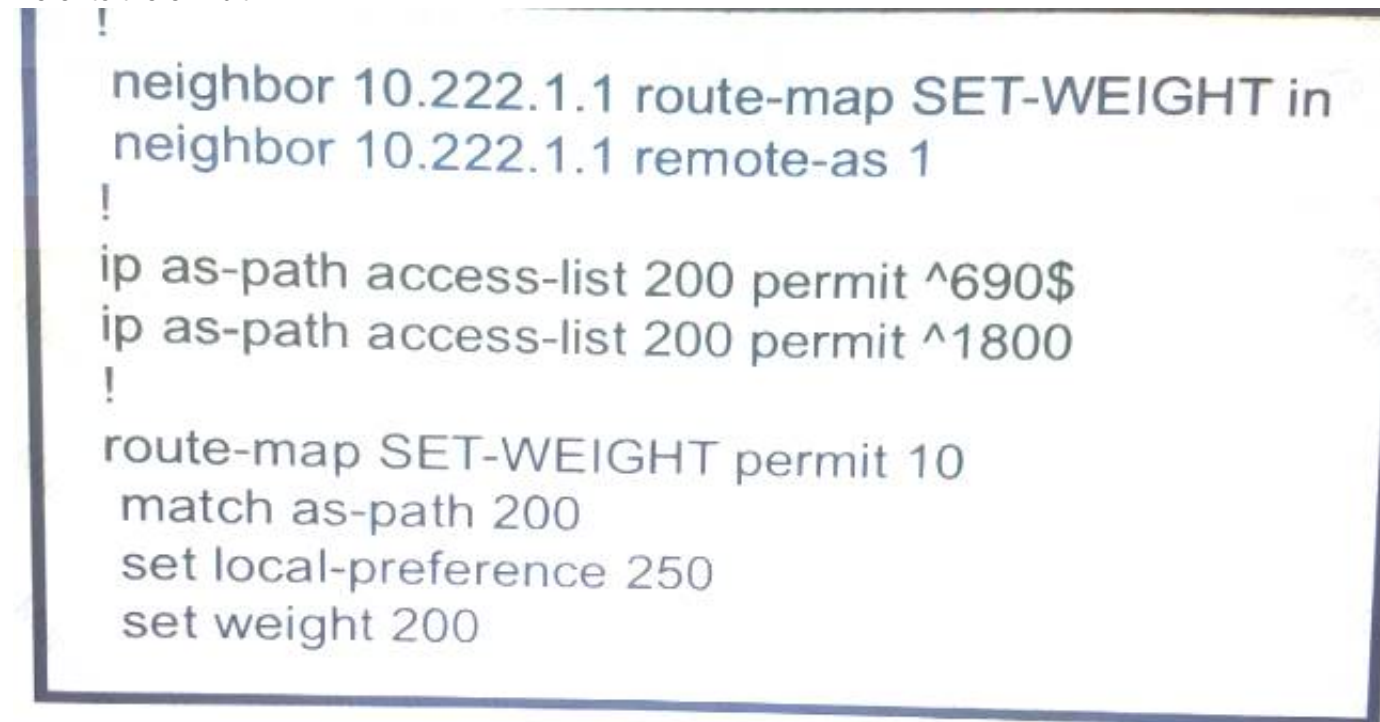 !
neighbor 10.222.1.1 route-map SET-WEIGHT in
neighbor 10.222.1.1 remote-as 1
!
ip as-path access-list 200 permit ^690$
ip as-path access-list 200 permit ^1800
!
route-map SET-WEIGHT permit 10
match as-path 200
set local-preference 250
set weight 200